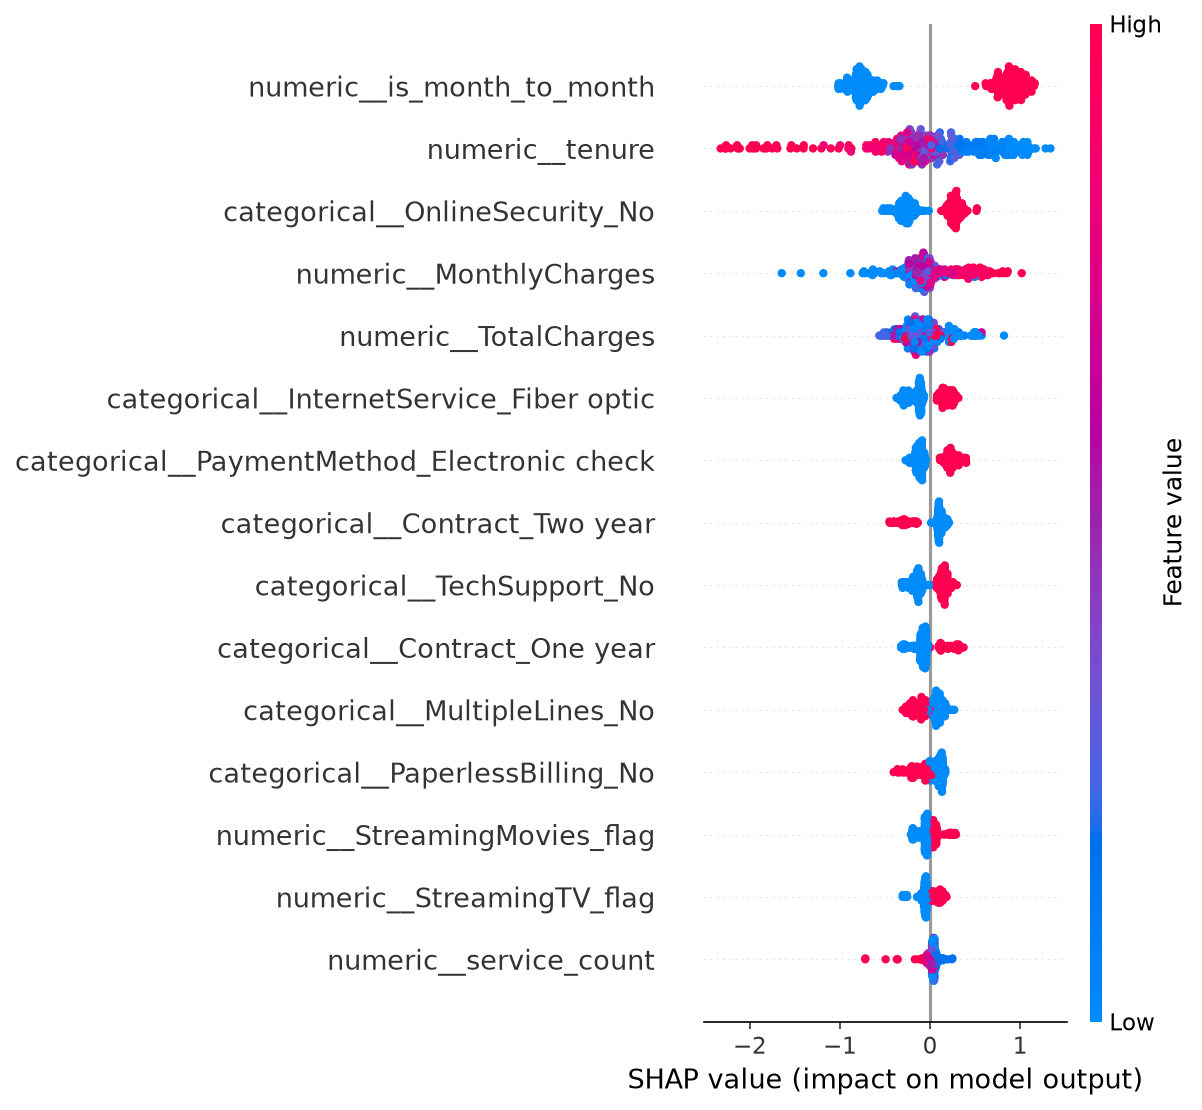 High
numeric__is_month_to_month
numeric__tenure
categorical__OnlineSecurity_No
numeric__MonthlyCharges
numeric__TotalCharges
categorical__InternetService_Fiber optic
categorical__PaymentMethod_Electronic check
categorical__Contract_Two year
categorical__TechSupport_No
categorical__Contract_One year
categorical__MultipleLines_No
categorical__PaperlessBilling_No
numeric__StreamingMovies_flag
numeric__StreamingTV_flag
numeric__service_count
Feature value
Low
−2 −1 0 1
SHAP value (impact on model output)